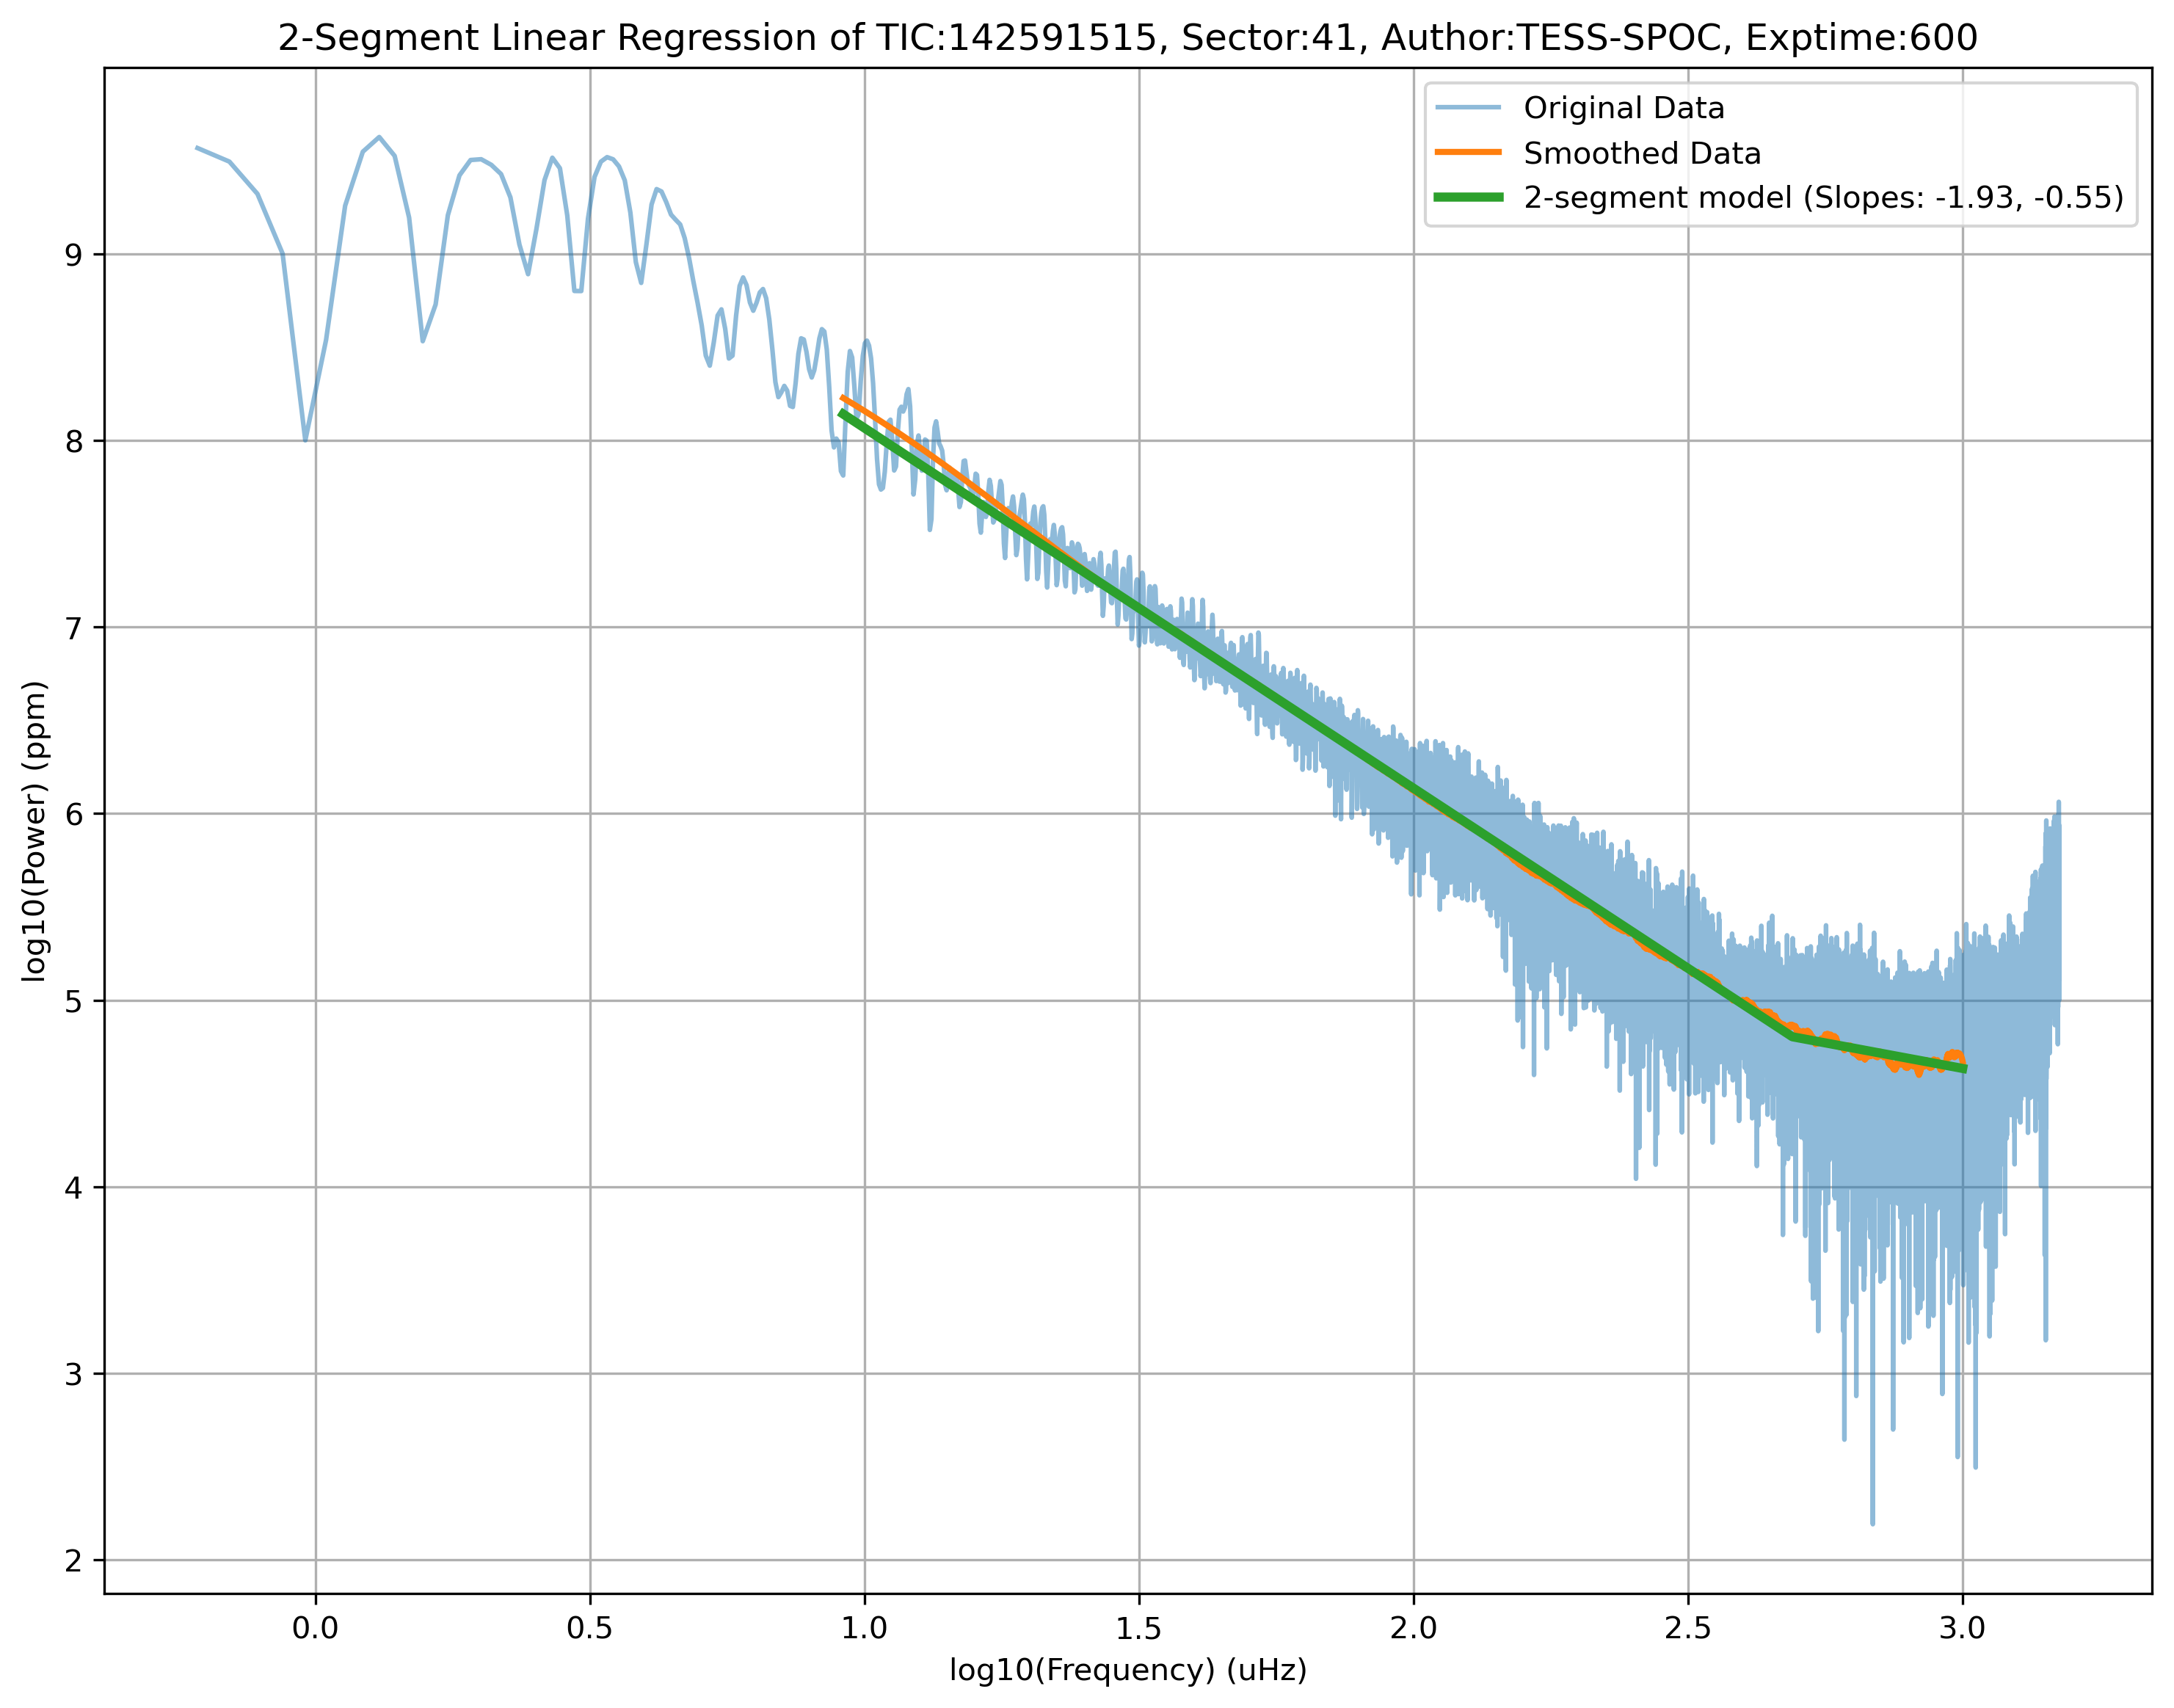 2-Segment Linear Regression of TIC:142591515, Sector:41, Author:TESS-SPOC, Exptime:600
Original Data
Smoothed Data
2-segment model (Slopes: -1.93, -0.55)
log10(Power) (ppm)
9
8
7
6
5
4
3
2
0.0 0.5 1.0 1.5 2.0 2.5 3.0
log10(Frequency) (uHz)